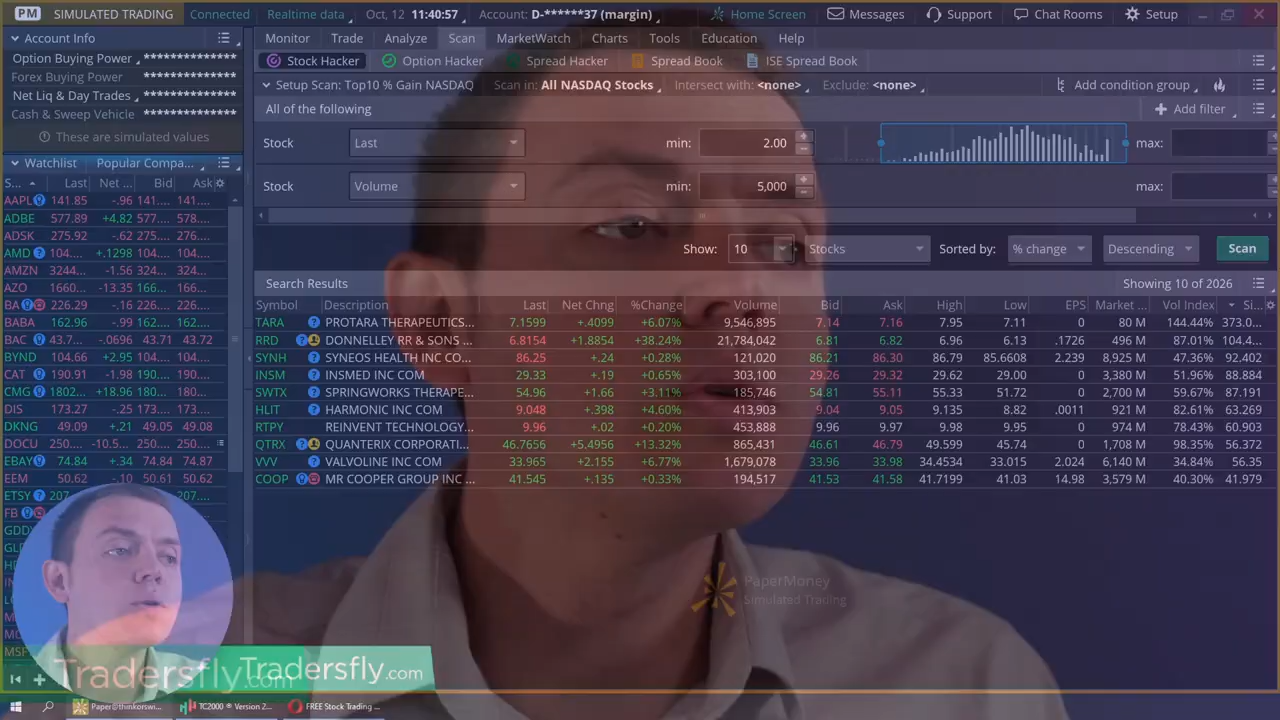 PM SIMULATED TRADING Connected Realtime data Oct, 12 11:40:57 Account: D-******37 (margin) Home Screen Messages Support Chat Rooms Setup
Account Info
Option Buying Power **************
Forex Buying Power **************
Net Liq & Day Trades **************
Cash & Sweep Vehicle **************
These are simulated values
Monitor Trade Analyze Scan MarketWatch Charts Tools Education Help
Stock Hacker Option Hacker Spread Hacker Spread Book ISE Spread Book
Setup Scan: Top10 % Gain NASDAQ Scan in: All NASDAQ Stocks Intersect with: <none> Exclude: <none> Add condition group
All of the following Add filter
Stock Last min: 2.00 max:
Stock Volume min: 5,000 max:
Show: 10 Stocks Sorted by: % change Descending Scan
Search Results Showing 10 of 2026
Symbol Description Last Net Chng %Change Volume Bid Ask High Low EPS Market ... Vol Index Si...
TARA PROTARA THERAPEUTICS... 7.1599 +.4099 +6.07% 9,546,895 7.14 7.16 7.95 7.11 0 80 M 144.44% 373.0...
RRD DONNELLEY RR & SONS ... 6.8154 +1.8854 +38.24% 21,784,042 6.81 6.82 6.96 6.13 .1726 496 M 87.01% 104.4...
SYNH SYNEOS HEALTH INC CO... 86.25 +.24 +0.28% 121,020 86.21 86.30 86.79 85.6608 2.239 8,925 M 47.36% 92.402
INSM INSMED INC COM 29.33 +.19 +0.65% 303,100 29.26 29.32 29.62 29.00 0 3,380 M 51.96% 88.884
SWTX SPRINGWORKS THERAPE... 54.96 +1.66 +3.11% 185,746 54.81 55.11 55.33 51.72 0 2,700 M 59.67% 87.191
HLIT HARMONIC INC COM 9.048 +.398 +4.60% 413,903 9.04 9.05 9.135 8.82 .0011 921 M 82.61% 63.269
RTPY REINVENT TECHNOLOGY... 9.96 +.02 +0.20% 453,888 9.96 9.97 9.98 9.95 0 974 M 78.43% 60.903
QTRX QUANTERIX CORPORATI... 46.7656 +5.4956 +13.32% 865,431 46.61 46.79 49.599 45.74 0 1,708 M 98.35% 56.372
VVV VALVOLINE INC COM 33.965 +2.155 +6.77% 1,679,078 33.96 33.98 34.4534 33.015 2.024 6,140 M 34.84% 56.35
COOP MR COOPER GROUP INC ... 41.545 +.135 +0.33% 194,517 41.53 41.58 41.7199 41.03 14.98 3,579 M 40.30% 41.979
Watchlist Popular Compa...
S... Last Net ... Bid Ask
AAPL 141.85 -.96 141.... 141....
ADBE 577.89 +4.82 577.... 578....
ADSK 275.92 -.62 276....
AMD 104.... +.1298 104.... 104....
AMZN 3244... -1.56 324... 324...
AZO 1660... -13.35 166... 167...
BA 226.29 -.16 226.... 226....
BABA 162.96 -.99 162.... 163....
BAC 43.7... -.0696 43.71 43.72
BYND 104.66 +2.95 104.... 104....
CAT 190.91 -1.98 190.... 190....
CMG 1802... +.18.96 180... 180...
DIS 173.27 -.25 173.... 173....
DKNG 49.09 +.21 49.05 49.08
DOCU 250.... -10.5... 250.... 250....
EBAY 74.84 +.34 74.84 74.87
EEM 50.61 -.10 50.61 50.62
ETSY 207....
FB
PaperMoney
Simulated Trading
Tradersfly.com
Tradersfly.com
Paper@thinkorswi... TC2000 ® Version 2... FREE Stock Trading ...